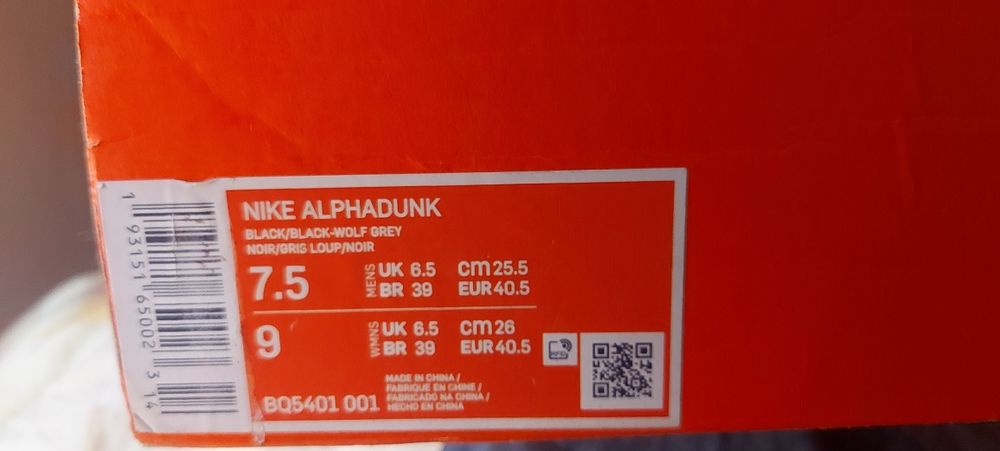 NIKE ALPHADUNK
BLACK/BLACK-WOLF GREY
NOIR/GRIS LOUP/NOIR
7.5 MENS UK 6.5 CM 25.5
BR 39 EUR 40.5
9 WMNS UK 6.5 CM 26
BR 39 EUR 40.5
BQ5401 001
MADE IN CHINA /
FABRIQUE EN CHINE /
FABRICADO NA CHINA /
HECHO EN CHINA
1 93151 65002 3 14